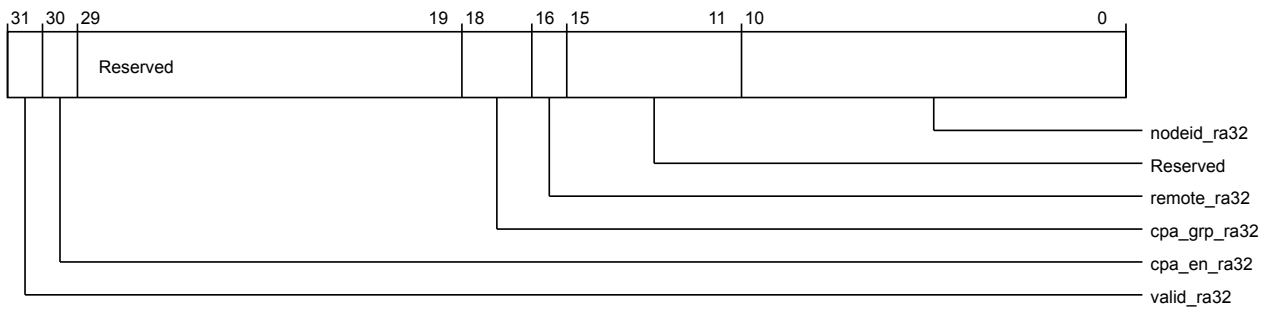 31 30 29 19 18 16 15 11 10 0
Reserved
nodeid_ra32
Reserved
remote_ra32
cpa_grp_ra32
cpa_en_ra32
valid_ra32